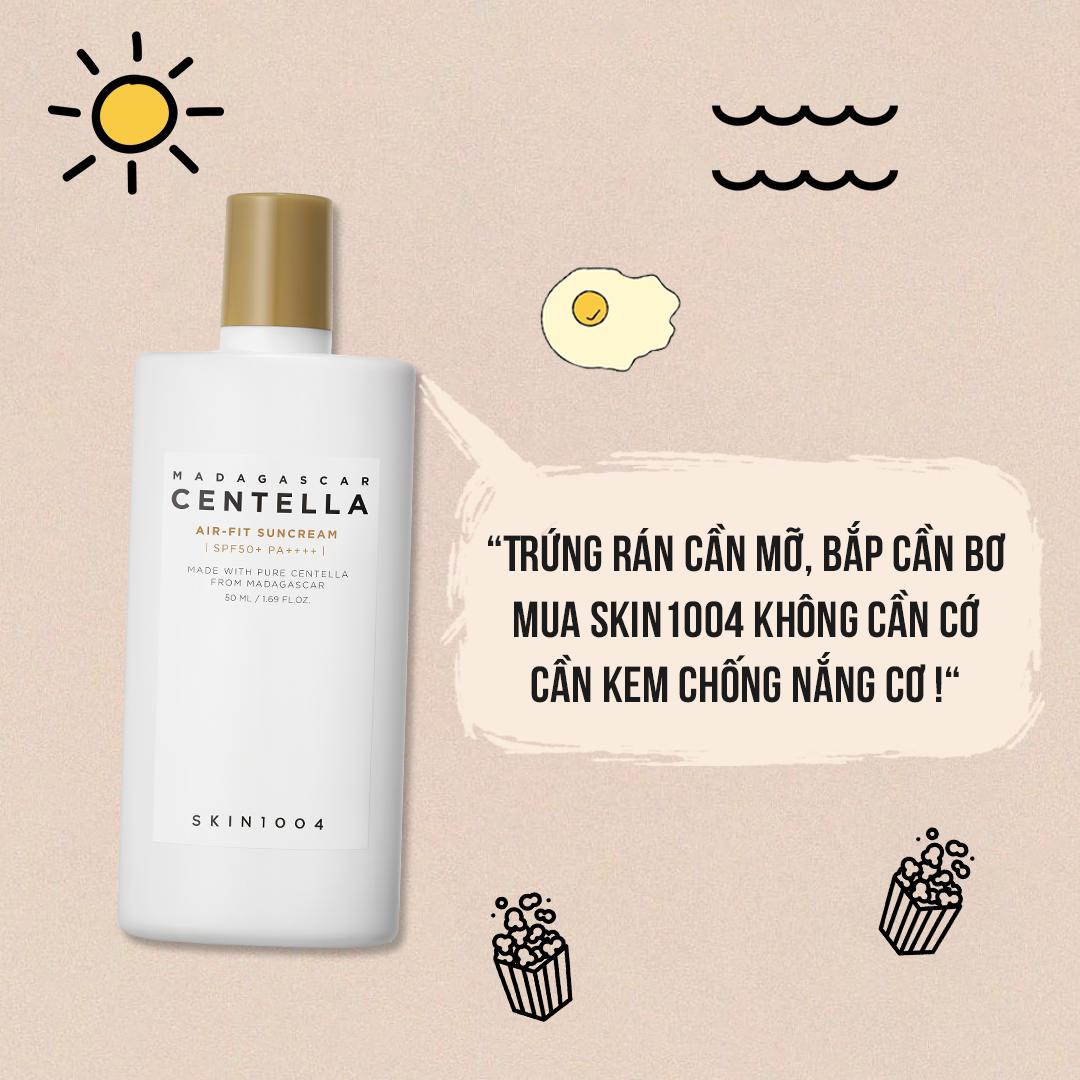 MADAGASCAR
CENTELLA
AIR-FIT SUNCREAM
| SPF50+ PA++++ |
MADE WITH PURE CENTELLA
FROM MADAGASCAR
50 ML / 1.69 FL.OZ.
SKIN1004
“TRỨNG RÁN CẦN MỠ, BẮP CẦN BƠ
MUA SKIN1004 KHÔNG CẦN CỚ
CẦN KEM CHỐNG NẮNG CƠ !“